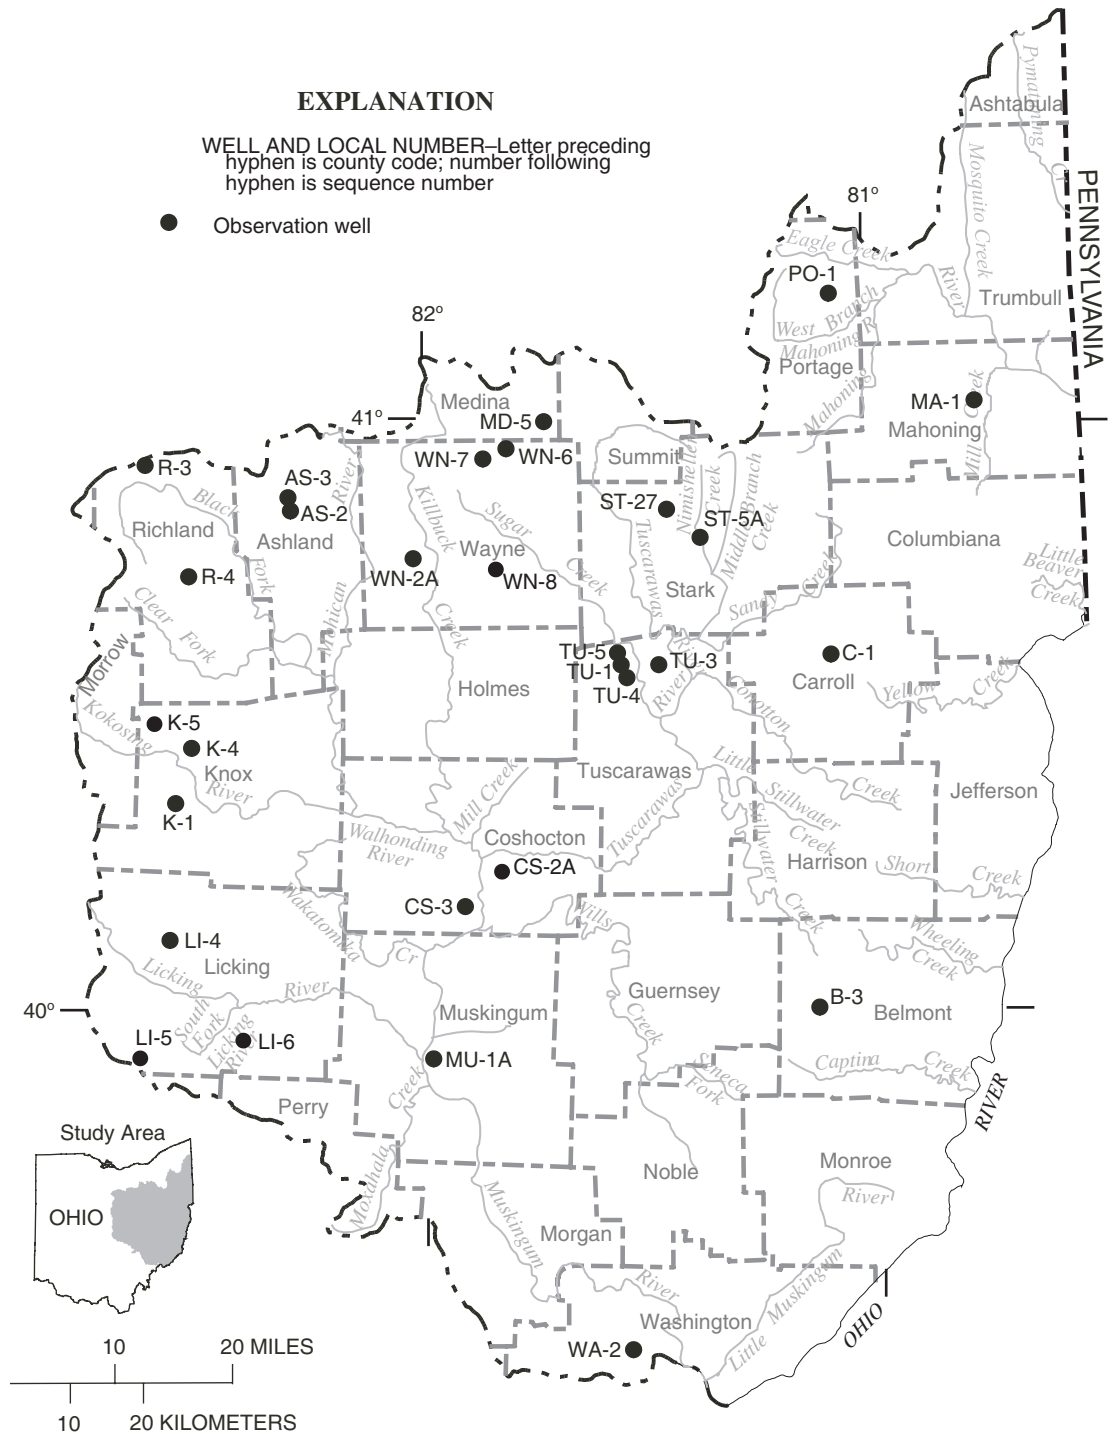 EXPLANATION
WELL AND LOCAL NUMBER–Letter preceding
hyphen is county code; number following
hyphen is sequence number
Observation well
Ashtabula
Pymatuning
Cr
PENNSYLVANIA
81°
Mosquito Creek
Eagle Creek
PO-1
River
Trumbull
West Branch
Mahoning R
Portage
82°
Mahoning
41°
Medina
MD-5
MA-1
Mahoning
Mill Creek
R-3
AS-3
AS-2
River
WN-7
WN-6
Summit
Nimishellen
Creek
Middle Branch
Creek
Black
Fork
Richland
Ashland
Killbuck
Creek
Sugar
Creek
ST-27
ST-5A
Tuscarawas
River
Wayne
Columbiana
Little
Beaver
Creek
R-4
WN-2A
WN-8
Stark
Sandy Creek
Clear
Fork
Mohican
Morrow
TU-5
TU-1
TU-4
TU-3
River
C-1
Carroll
Holmes
Conotton
Creek
Yellow Creek
Kokosing
River
K-5
K-4
Knox
K-1
Tuscarawas
Little
Stillwater
Creek
Jefferson
Mill Creek
Coshocton
Tuscarawas
Walhonding
River
Stillwater
Creek
Harrison
Short Creek
CS-2A
CS-3
Wakatomika
Cr
Wills
Creek
Wheeling
Creek
LI-4
Licking
Licking River
Guernsey
B-3
Belmont
40°
South
Fork
Licking
River
Muskingum
LI-5
LI-6
MU-1A
Seneca
Fork
Captina Creek
Creek
Perry
RIVER
Study Area
OHIO
Moxahala
Noble
Monroe
River
Muskingum
Morgan
River
Washington
Little Muskingum
OHIO
WA-2
10 20 MILES
10 20 KILOMETERS